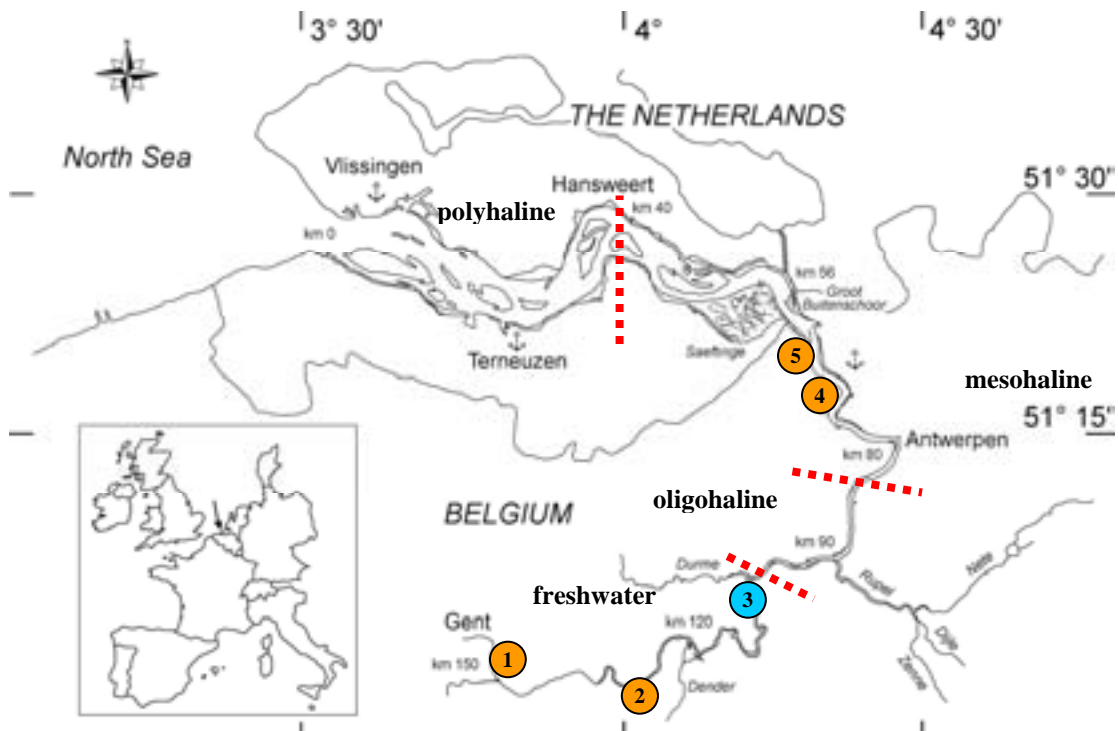 3° 30'
4°
4° 30'
THE NETHERLANDS
North Sea
Vlissingen
Hansweert
51° 30'
polyhaline
km 40
km 0
km 56
Groot
Buitenschoor
Terneuzen
Saeftinge
5
4
mesohaline
51° 15"
Antwerpen
km 80
oligohaline
BELGIUM
km 90
Durme
Rupel
Nete
freshwater
3
Gent
km 120
Dijle
1
km 150
Zenne
2
Dender